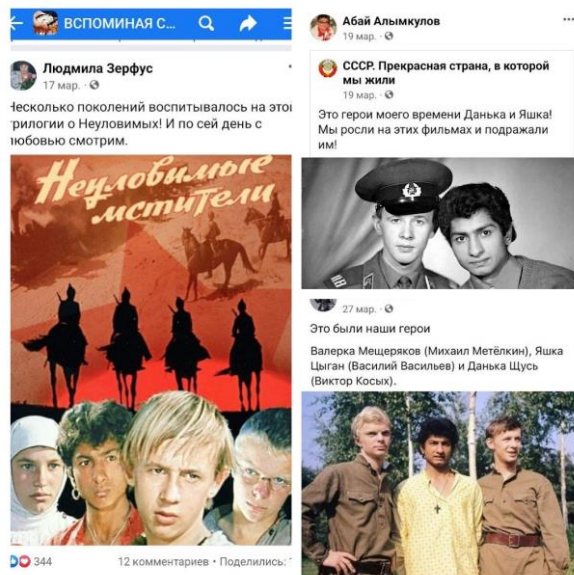 ВСПОМИНАЯ С...
Людмила Зерфус
17 мар.
Несколько поколений воспитывалось на этой
трилогии о Неуловимых! И по сей день с
любовью смотрим.
Неуловимые
мстители
344
12 комментариев • Поделились:
Абай Алымкулов
19 мар.
СССР. Прекрасная страна, в которой
мы жили
19 мар.
Это герои моего времени Данька и Яшка!
Мы росли на этих фильмах и подражали
им!
27 мар.
Это были наши герои
Валерка Мещеряков (Михаил Метёлкин), Яшка
Цыган (Василий Васильев) и Данька Щусь
(Виктор Косых).